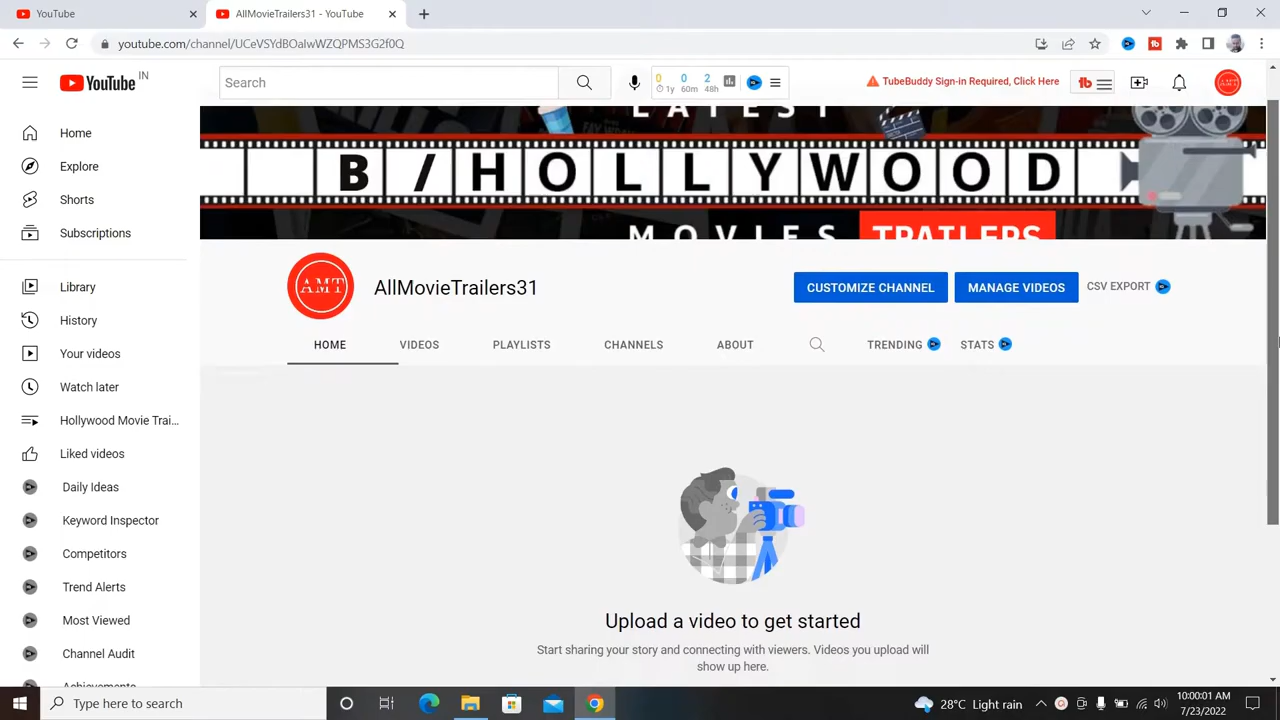 YouTube
AllMovieTrailers31 - YouTube
youtube.com/channel/UCeVSYdBOaIwWZQPMS3G2f0Q
YouTube IN
Search
0 0 2
1y 60m 48h
TubeBuddy Sign-in Required, Click Here
tb
AMT
Home
Explore
Shorts
Subscriptions
Library
History
Your videos
Watch later
Hollywood Movie Trai...
Liked videos
Daily Ideas
Keyword Inspector
Competitors
Trend Alerts
Most Viewed
Channel Audit
Achievements
LATEST
B/HOLLYWOOD
MOVIES TRAILERS
AMT
AllMovieTrailers31
CUSTOMIZE CHANNEL
MANAGE VIDEOS
CSV EXPORT
HOME
VIDEOS
PLAYLISTS
CHANNELS
ABOUT
TRENDING
STATS
Upload a video to get started
Start sharing your story and connecting with viewers. Videos you upload will
show up here.
Type here to search
28°C Light rain
10:00:01 AM
7/23/2022